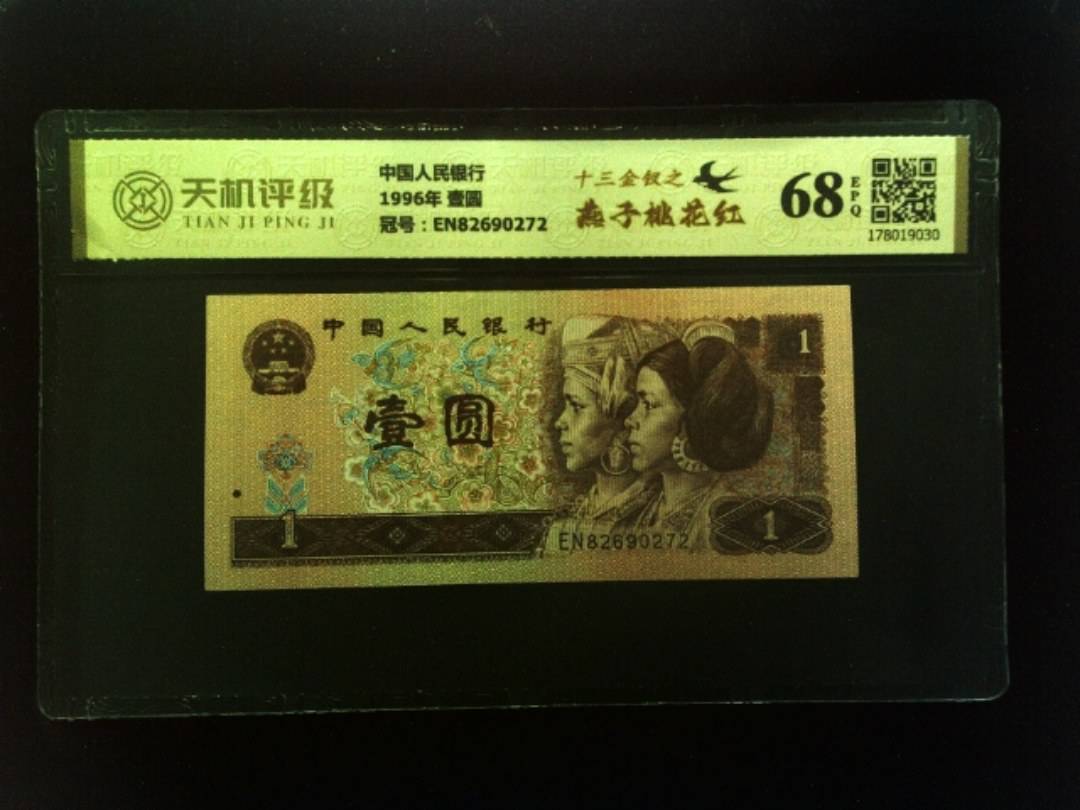 天机评级
TIAN JI PING JI
中国人民银行
1996年 壹圆
冠号：EN82690272
十三金钗之
燕子桃花红
68
EPQ
178019030
中国人民银行
1
壹圆
1
EN82690272
1